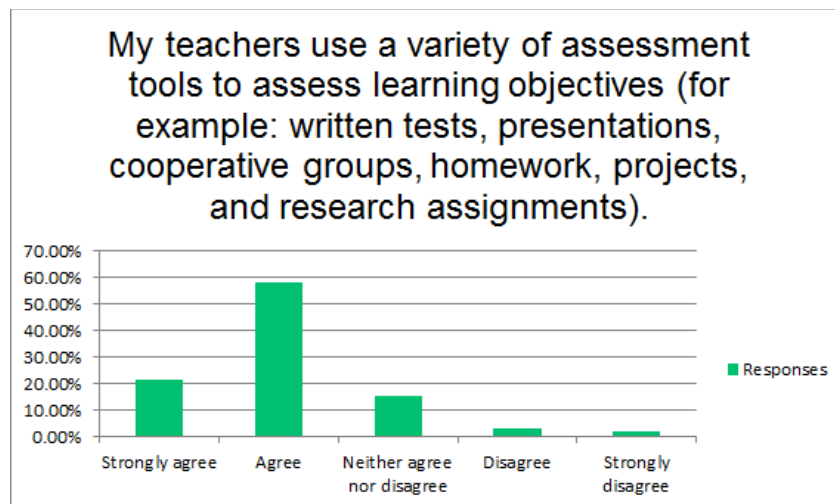 My teachers use a variety of assessment
tools to assess learning objectives (for
example: written tests, presentations,
cooperative groups, homework, projects,
and research assignments).
70.00%
60.00%
50.00%
40.00%
30.00%
20.00%
10.00%
0.00%
Strongly agree
Agree
Neither agree
nor disagree
Disagree
Strongly
disagree
Responses